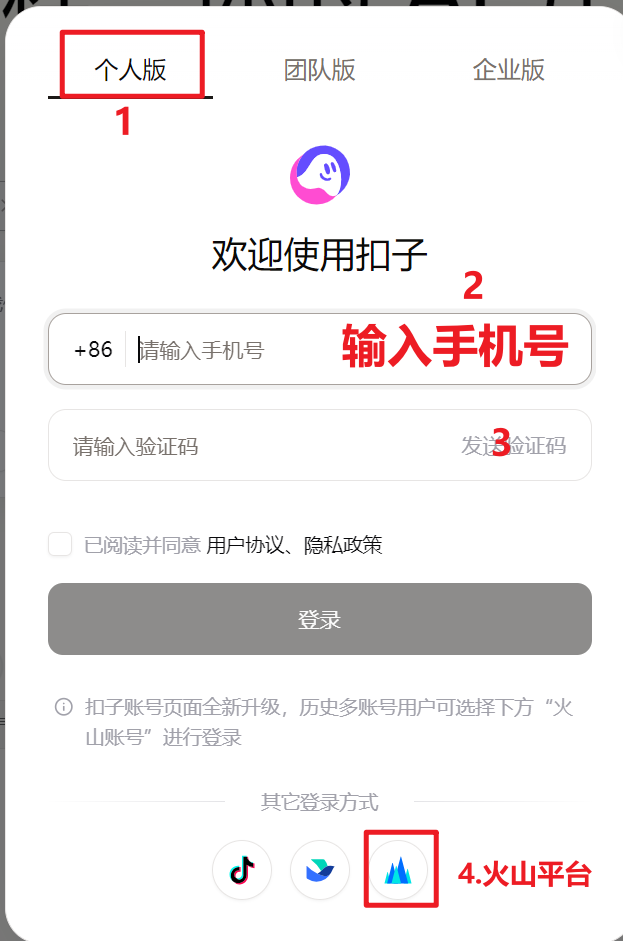 个人版 团队版 企业版
1
欢迎使用扣子
2
+86 请输入手机号 输入手机号
请输入验证码 发送验证码
3
已阅读并同意 用户协议、隐私政策
登录
扣子账号页面全新升级，历史多账号用户可选择下方“火
山账号”进行登录
其它登录方式
4.火山平台